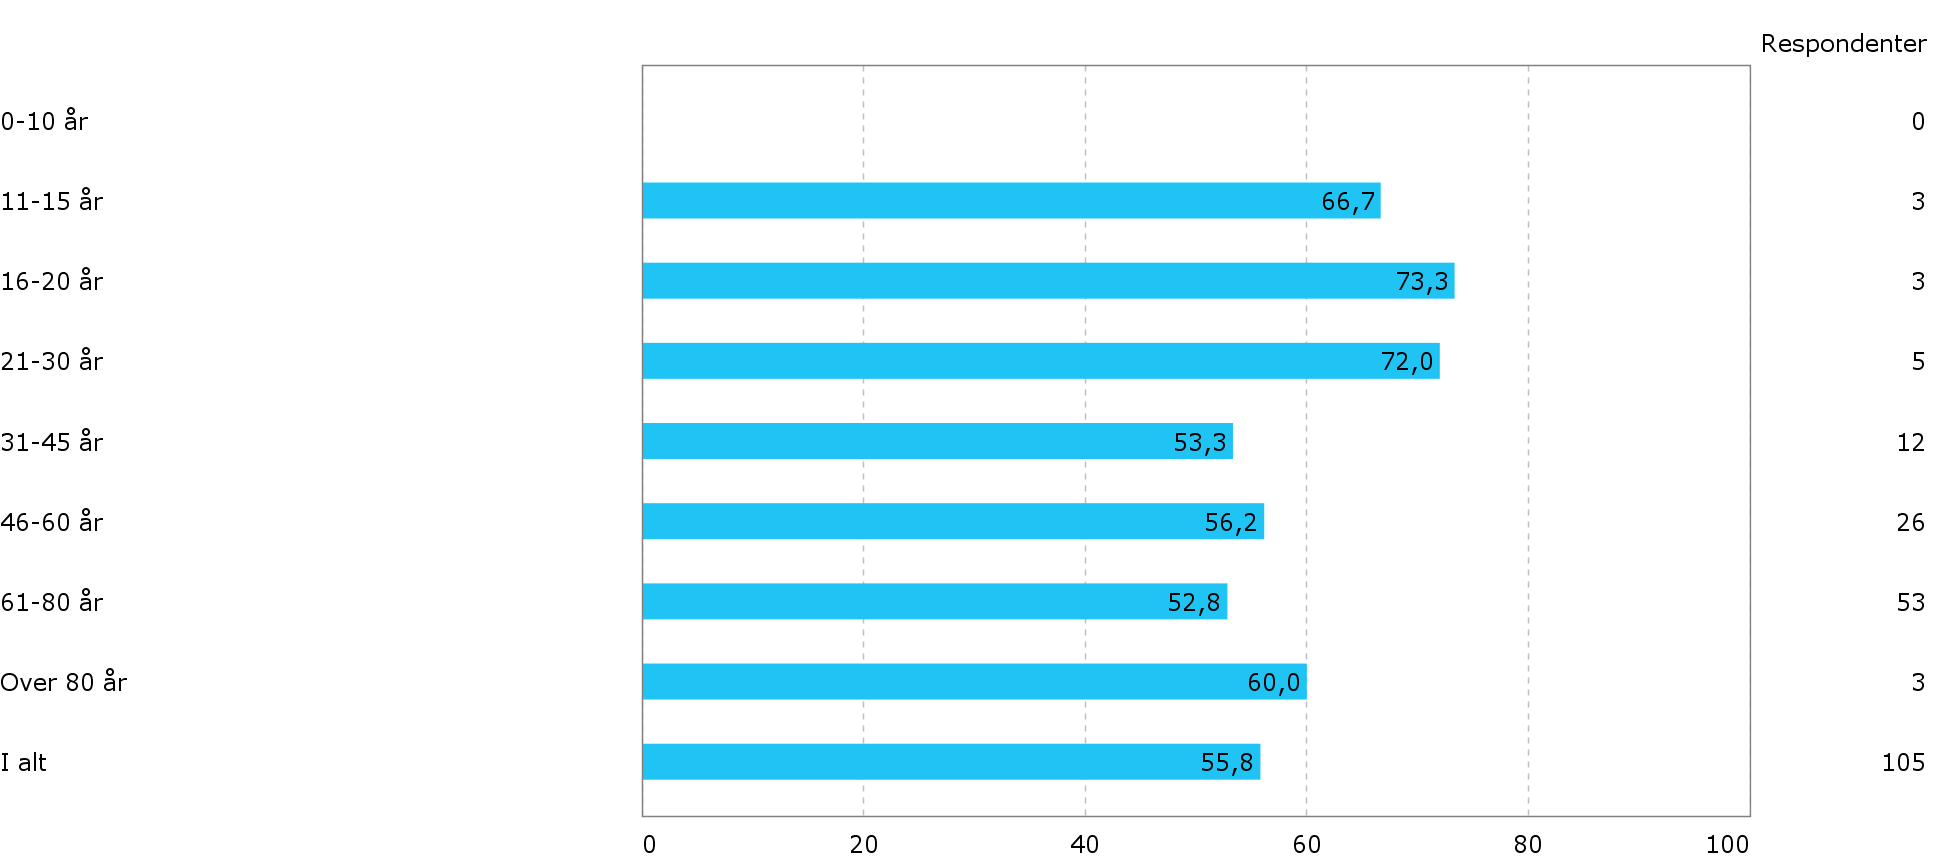 Respondenter
0-10 år 0
11-15 år 66,7 3
16-20 år 73,3 3
21-30 år 72,0 5
31-45 år 53,3 12
46-60 år 56,2 26
61-80 år 52,8 53
Over 80 år 60,0 3
I alt 55,8 105
0 20 40 60 80 100